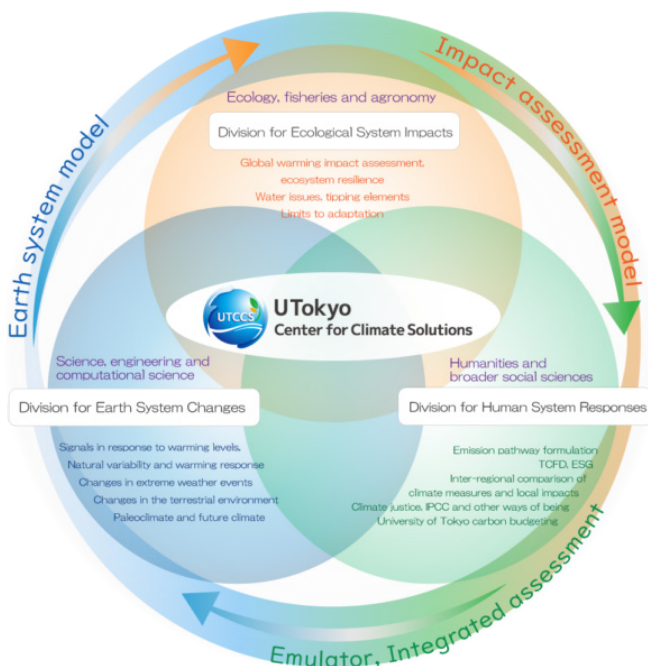 Earth system model
Impact assessment model
Ecology, fisheries and agronomy
Division for Ecological System Impacts
Global warming impact assessment,
ecosystem resilience
Water issues, tipping elements
Limits to adaptation
UTCCS
UTokyo
Center for Climate Solutions
Science, engineering and
computational science
Division for Earth System Changes
Signals in response to warming levels,
Natural variability and warming response
Changes in extreme weather events
Changes in the terrestrial environment
Paleoclimate and future climate
Humanities and
broader social sciences
Division for Human System Responses
Emission pathway formulation
TCFD, ESG
Inter-regional comparison of
climate measures and local impacts
Climate justice, IPCC and other ways of being
University of Tokyo carbon budgeting
Emulator, Integrated assessment